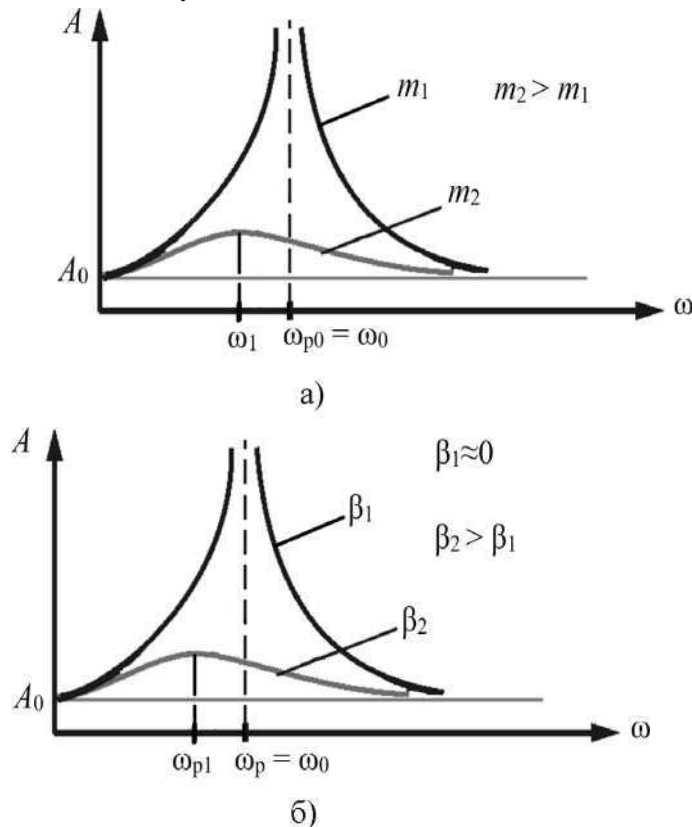 A
m₁ m₂ > m₁
m₂
A₀
ω₁ ωₚ₀ = ω₀ ω
а)
A
β₁≈0
β₁
β₂ > β₁
β₂
A₀
ωₚ₁ ωₚ = ω₀ ω
б)